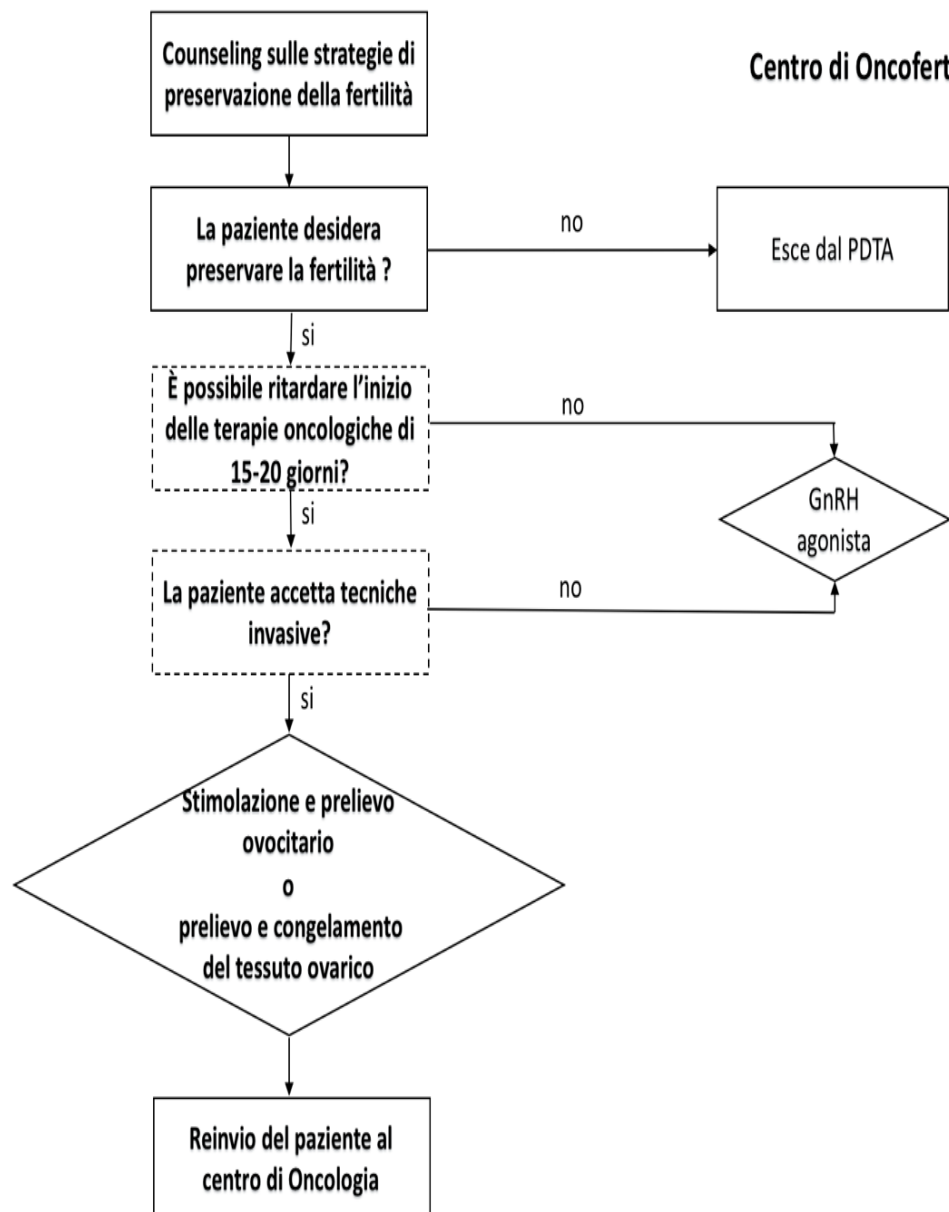 Counseling sulle strategie di
preservazione della fertilità
Centro di Oncofert
La paziente desidera
preservare la fertilità ?
no
Esce dal PDTA
si
È possibile ritardare l'inizio
delle terapie oncologiche di
15-20 giorni?
no
GnRH
agonista
si
La paziente accetta tecniche
invasive?
no
si
Stimolazione e prelievo
ovocitario
o
prelievo e congelamento
del tessuto ovarico
Reinvio del paziente al
centro di Oncologia